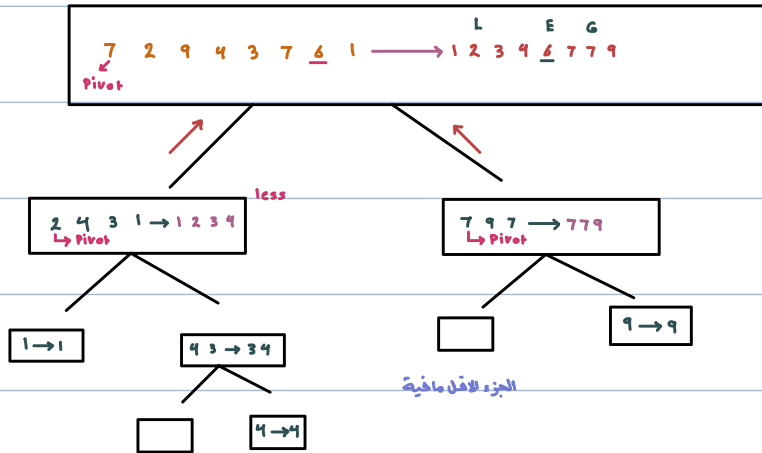 L E G
7 2 9 4 3 7 6 1 → 1 2 3 4 6 7 7 9
Pivot
less
2 4 3 1 → 1 2 3 4
Pivot
7 9 7 → 7 7 9
Pivot
1 → 1
4 3 → 3 4
9 → 9
الجزء الاقل مافية
4 → 4